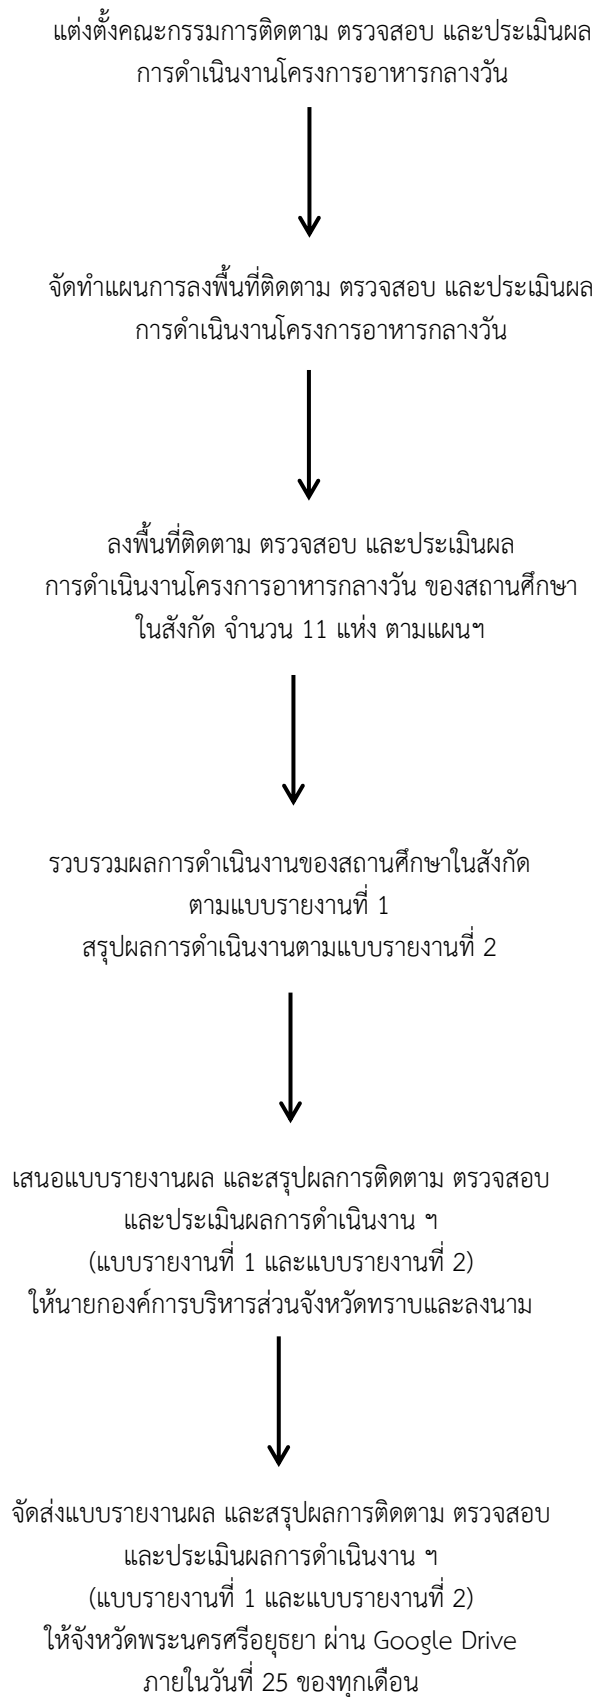 แต่งตั้งคณะกรรมการติดตาม ตรวจสอบ และประเมินผล
การดำเนินงานโครงการอาหารกลางวัน
จัดทำแผนการลงพื้นที่ติดตาม ตรวจสอบ และประเมินผล
การดำเนินงานโครงการอาหารกลางวัน
ลงพื้นที่ติดตาม ตรวจสอบ และประเมินผล
การดำเนินงานโครงการอาหารกลางวัน ของสถานศึกษา
ในสังกัด จำนวน 11 แห่ง ตามแผนฯ
รวบรวมผลการดำเนินงานของสถานศึกษาในสังกัด
ตามแบบรายงานที่ 1
สรุปผลการดำเนินงานตามแบบรายงานที่ 2
เสนอแบบรายงานผล และสรุปผลการติดตาม ตรวจสอบ
และประเมินผลการดำเนินงาน ฯ
(แบบรายงานที่ 1 และแบบรายงานที่ 2)
ให้นายกองค์การบริหารส่วนจังหวัดทราบและลงนาม
จัดส่งแบบรายงานผล และสรุปผลการติดตาม ตรวจสอบ
และประเมินผลการดำเนินงาน ฯ
(แบบรายงานที่ 1 และแบบรายงานที่ 2)
ให้จังหวัดพระนครศรีอยุธยา ผ่าน Google Drive
ภายในวันที่ 25 ของทุกเดือน